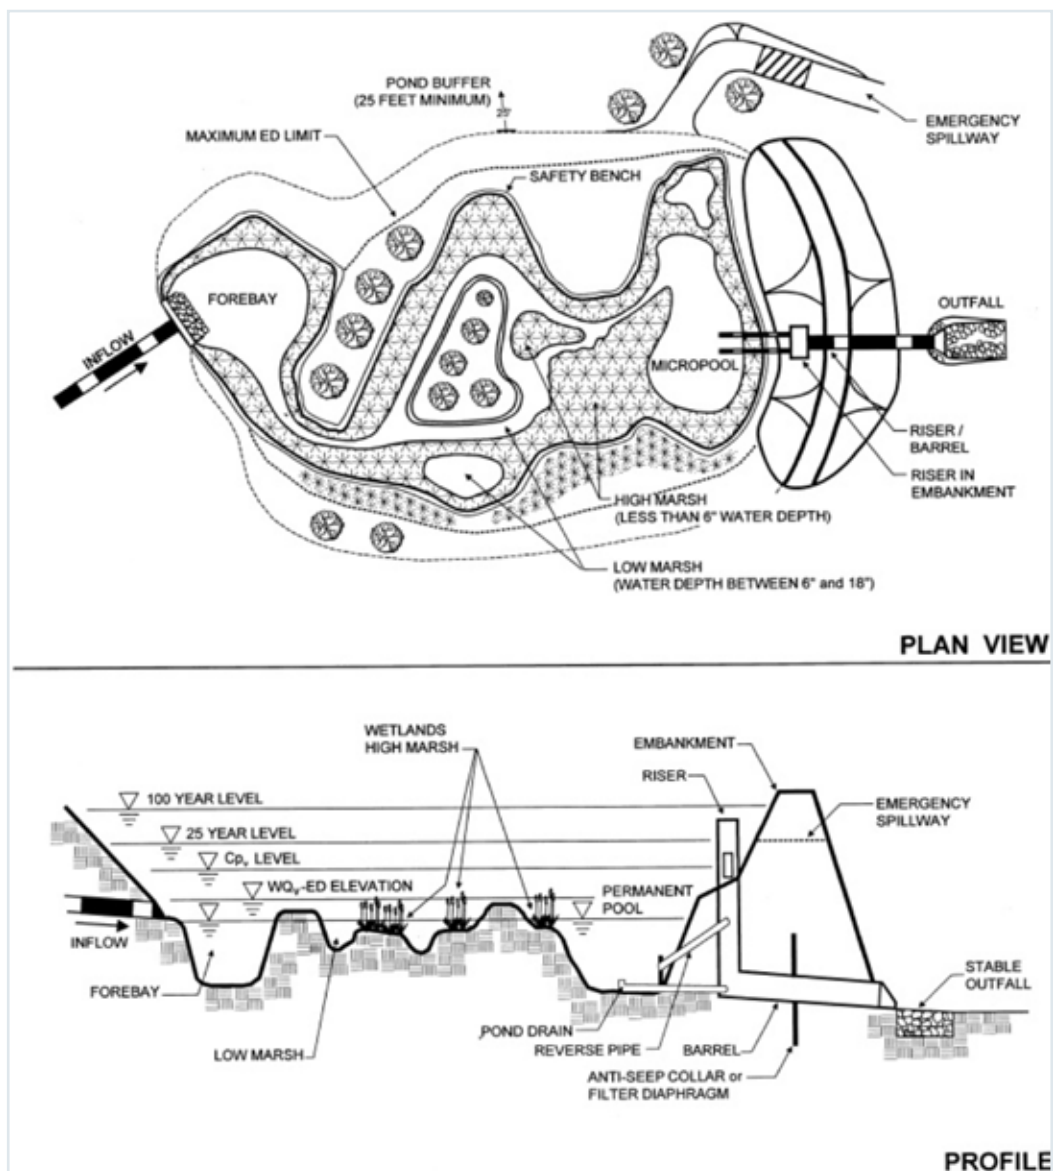 POND BUFFER
(25 FEET MINIMUM)
25'
MAXIMUM ED LIMIT
EMERGENCY
SPILLWAY
SAFETY BENCH
FOREBAY
OUTFALL
INFLOW
MICROPOOL
RISER /
BARREL
RISER IN
EMBANKMENT
HIGH MARSH
(LESS THAN 6" WATER DEPTH)
LOW MARSH
(WATER DEPTH BETWEEN 6" and 18")
PLAN VIEW
WETLANDS
HIGH MARSH
EMBANKMENT
RISER
100 YEAR LEVEL
EMERGENCY
SPILLWAY
25 YEAR LEVEL
Cpv LEVEL
WQv-ED ELEVATION
PERMANENT
POOL
INFLOW
FOREBAY
STABLE
OUTFALL
POND DRAIN
LOW MARSH
REVERSE PIPE
BARREL
ANTI-SEEP COLLAR or
FILTER DIAPHRAGM
PROFILE